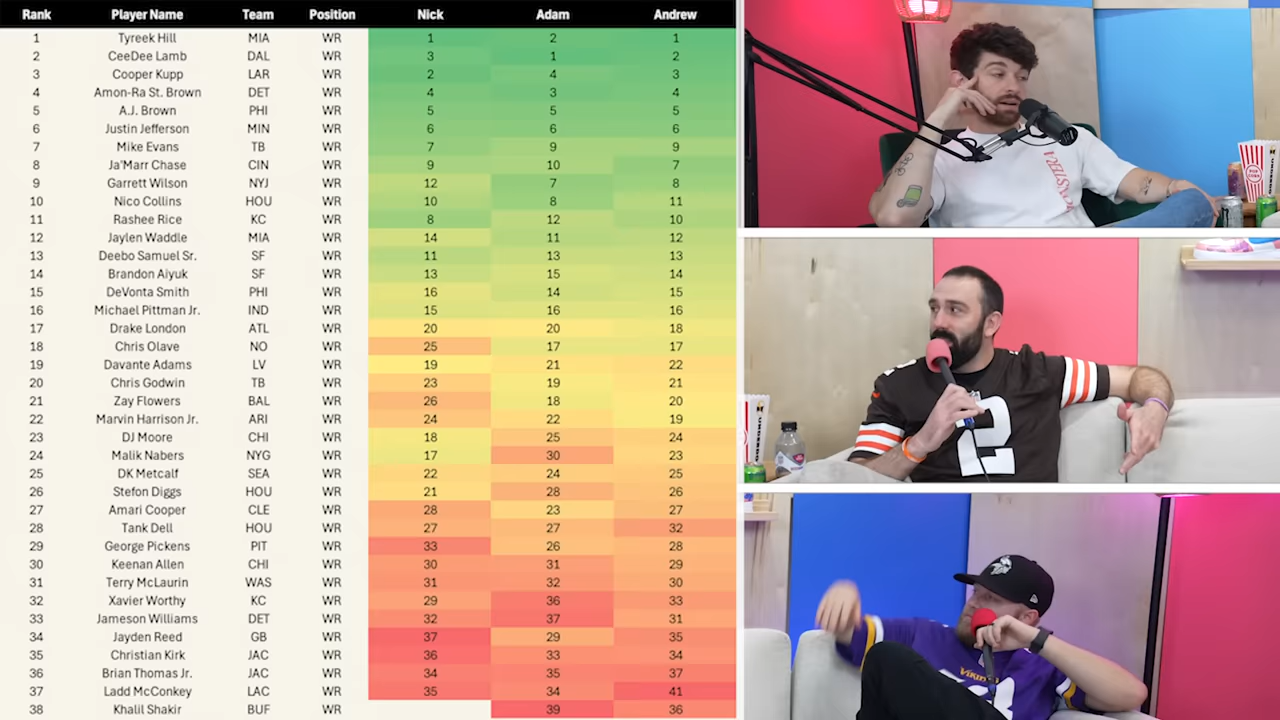 Rank Player Name Team Position Nick Adam Andrew
1 Tyreek Hill MIA WR 1 2 1
2 CeeDee Lamb DAL WR 3 1 2
3 Cooper Kupp LAR WR 2 4 3
4 Amon-Ra St. Brown DET WR 4 3 4
5 A.J. Brown PHI WR 5 5 5
6 Justin Jefferson MIN WR 6 6 6
7 Mike Evans TB WR 7 9 9
8 Ja'Marr Chase CIN WR 9 10 7
9 Garrett Wilson NYJ WR 12 7 8
10 Nico Collins HOU WR 10 8 11
11 Rashee Rice KC WR 8 12 10
12 Jaylen Waddle MIA WR 14 11 12
13 Deebo Samuel Sr. SF WR 11 13 13
14 Brandon Aiyuk SF WR 13 15 14
15 DeVonta Smith PHI WR 16 14 15
16 Michael Pittman Jr. IND WR 15 16 16
17 Drake London ATL WR 20 20 18
18 Chris Olave NO WR 25 17 17
19 Davante Adams LV WR 19 21 22
20 Chris Godwin TB WR 23 19 21
21 Zay Flowers BAL WR 26 18 20
22 Marvin Harrison Jr. ARI WR 24 22 19
23 DJ Moore CHI WR 18 25 24
24 Malik Nabers NYG WR 17 30 23
25 DK Metcalf SEA WR 22 24 25
26 Stefon Diggs HOU WR 21 28 26
27 Amari Cooper CLE WR 28 23 27
28 Tank Dell HOU WR 27 27 32
29 George Pickens PIT WR 33 26 28
30 Keenan Allen CHI WR 30 31 29
31 Terry McLaurin WAS WR 31 32 30
32 Xavier Worthy KC WR 29 36 33
33 Jameson Williams DET WR 32 37 31
34 Jayden Reed GB WR 37 29 35
35 Christian Kirk JAC WR 36 33 34
36 Brian Thomas Jr. JAC WR 34 35 37
37 Ladd McConkey LAC WR 35 34 41
38 Khalil Shakir BUF WR 39 36
2